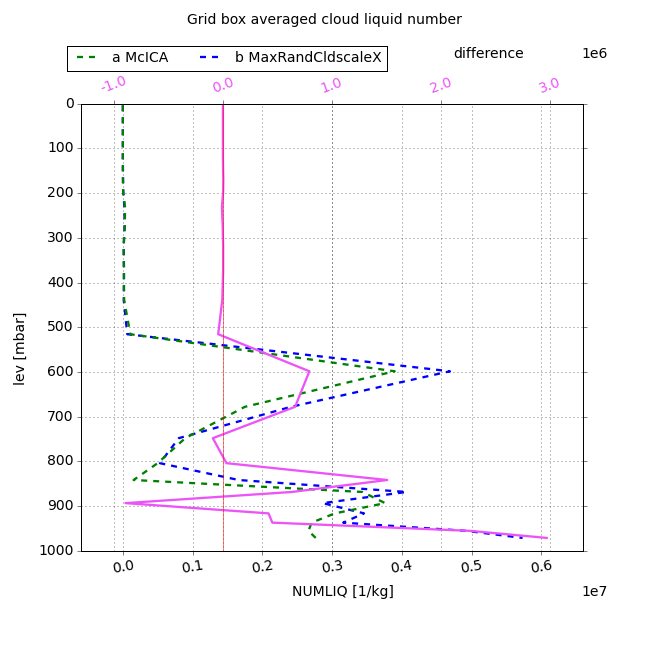 Grid box averaged cloud liquid number
a McICA b MaxRandCldscaleX difference 1e6
-1.0 0.0 1.0 2.0 3.0
0
100
200
300
400
500
600
700
800
900
1000
lev [mbar]
0.0 0.1 0.2 0.3 0.4 0.5 0.6
NUMLIQ [1/kg] 1e7